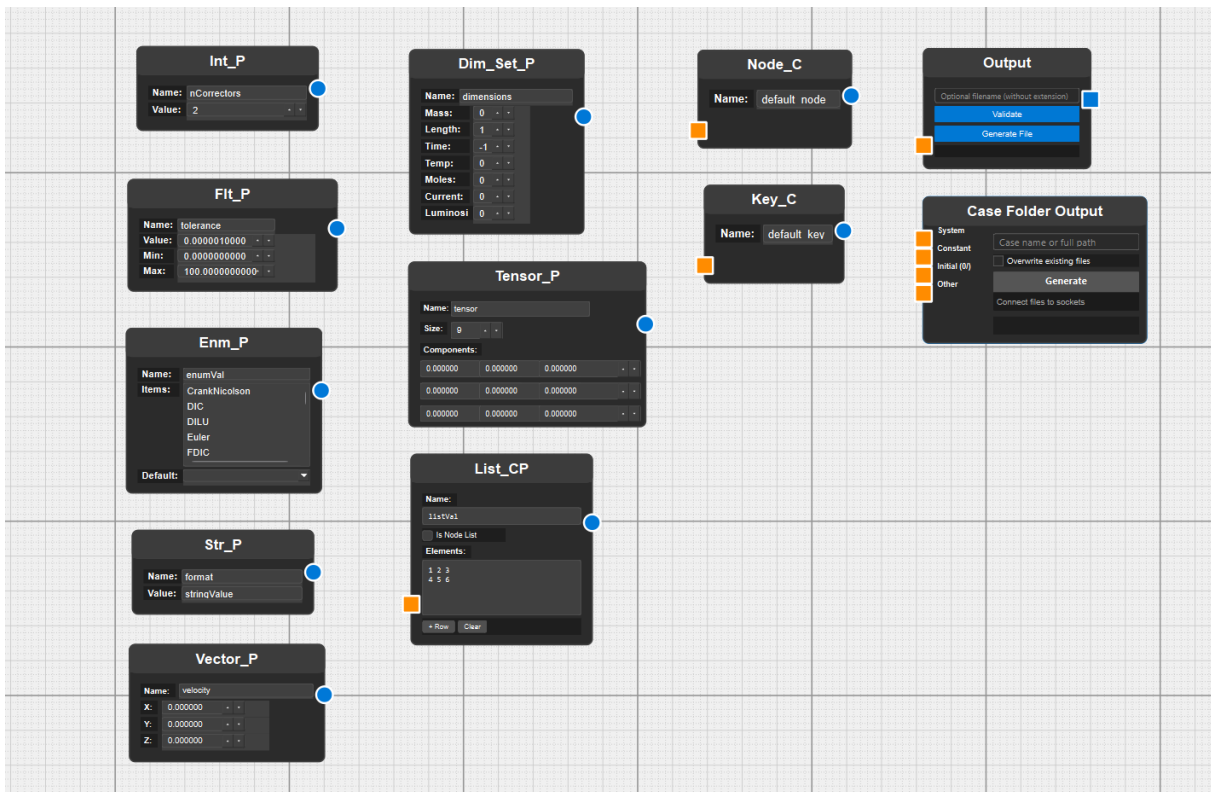 Int_P
Name: nCorrectors
Value: 2
Flt_P
Name: tolerance
Value: 0.0000010000
Min: 0.0000000000
Max: 100.0000000000
Enm_P
Name: enumVal
Items: CrankNicolson
DIC
DILU
Euler
FDIC
Default:
Str_P
Name: format
Value: stringValue
Vector_P
Name: velocity
X: 0.000000
Y: 0.000000
Z: 0.000000
Dim_Set_P
Name: dimensions
Mass: 0
Length: 1
Time: -1
Temp: 0
Moles: 0
Current: 0
Luminosi 0
Tensor_P
Name: tensor
Size: 9
Components:
0.000000 0.000000 0.000000
0.000000 0.000000 0.000000
0.000000 0.000000 0.000000
List_CP
Name:
listVal
Is Node List
Elements:
1 2 3
4 5 6
+ Row Clear
Node_C
Name: default_node
Key_C
Name: default_key
Output
Optional filename (without extension)
Validate
Generate File
Case Folder Output
System
Constant
Initial (0/)
Other
Case name or full path
Overwrite existing files
Generate
Connect files to sockets